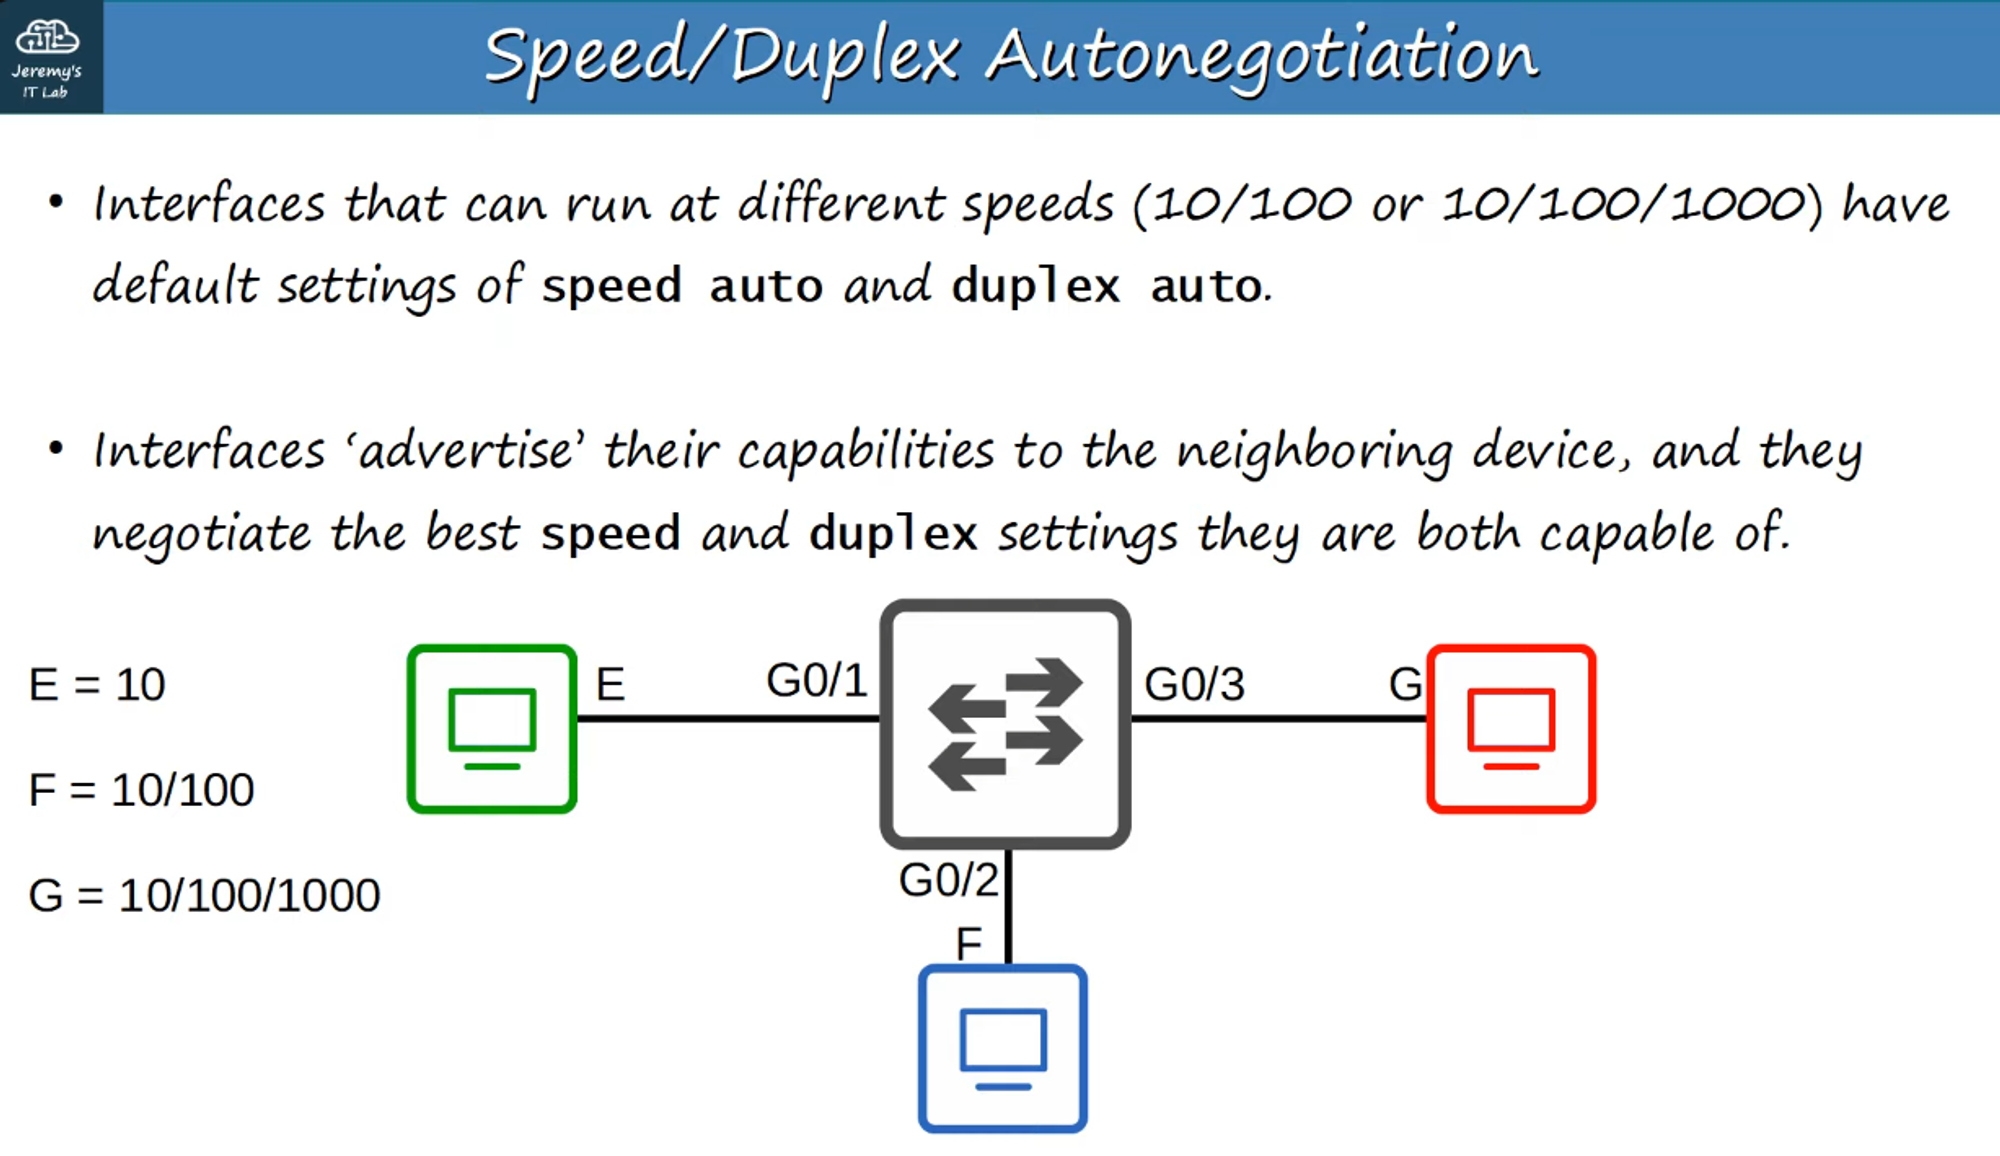 Jeremy's
IT Lab
Speed/Duplex Autonegotiation
• Interfaces that can run at different speeds (10/100 or 10/100/1000) have
default settings of speed auto and duplex auto.
• Interfaces ‘advertise’ their capabilities to the neighboring device, and they
negotiate the best speed and duplex settings they are both capable of.
E = 10
E
G0/1
G0/3
G
F = 10/100
G = 10/100/1000
G0/2
F